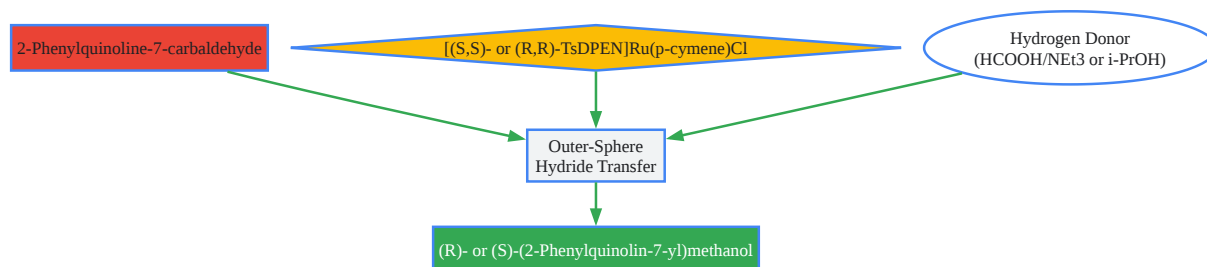 2-Phenylquinoline-7-carbaldehyde
[(S,S)- or (R,R)-TsDPEN]Ru(p-cymene)Cl
Hydrogen Donor
(HCOOH/NEt3 or i-PrOH)
Outer-Sphere
Hydride Transfer
(R)- or (S)-(2-Phenylquinolin-7-yl)methanol